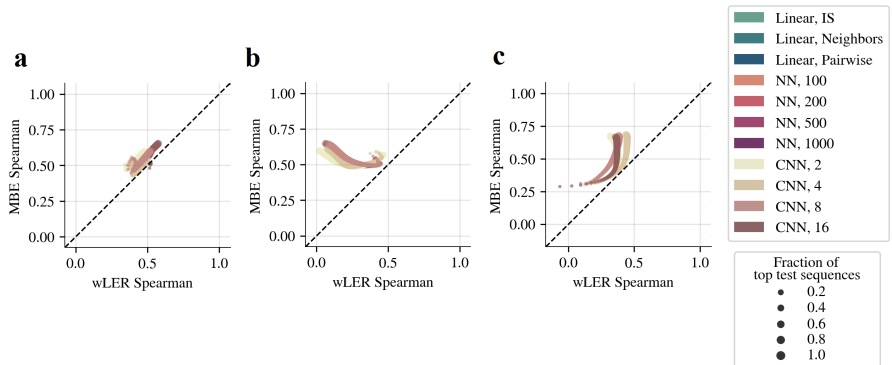 a
b
c
1.00
0.75
0.50
0.25
0.00
MBE Spearman
0.0
0.5
1.0
wLER Spearman
1.00
0.75
0.50
0.25
0.00
MBE Spearman
0.0
0.5
1.0
wLER Spearman
1.00
0.75
0.50
0.25
0.00
MBE Spearman
0.0
0.5
1.0
wLER Spearman
Linear, IS
Linear, Neighbors
Linear, Pairwise
NN, 100
NN, 200
NN, 500
NN, 1000
CNN, 2
CNN, 4
CNN, 8
CNN, 16
Fraction of
top test sequences
0.2
0.4
0.6
0.8
1.0